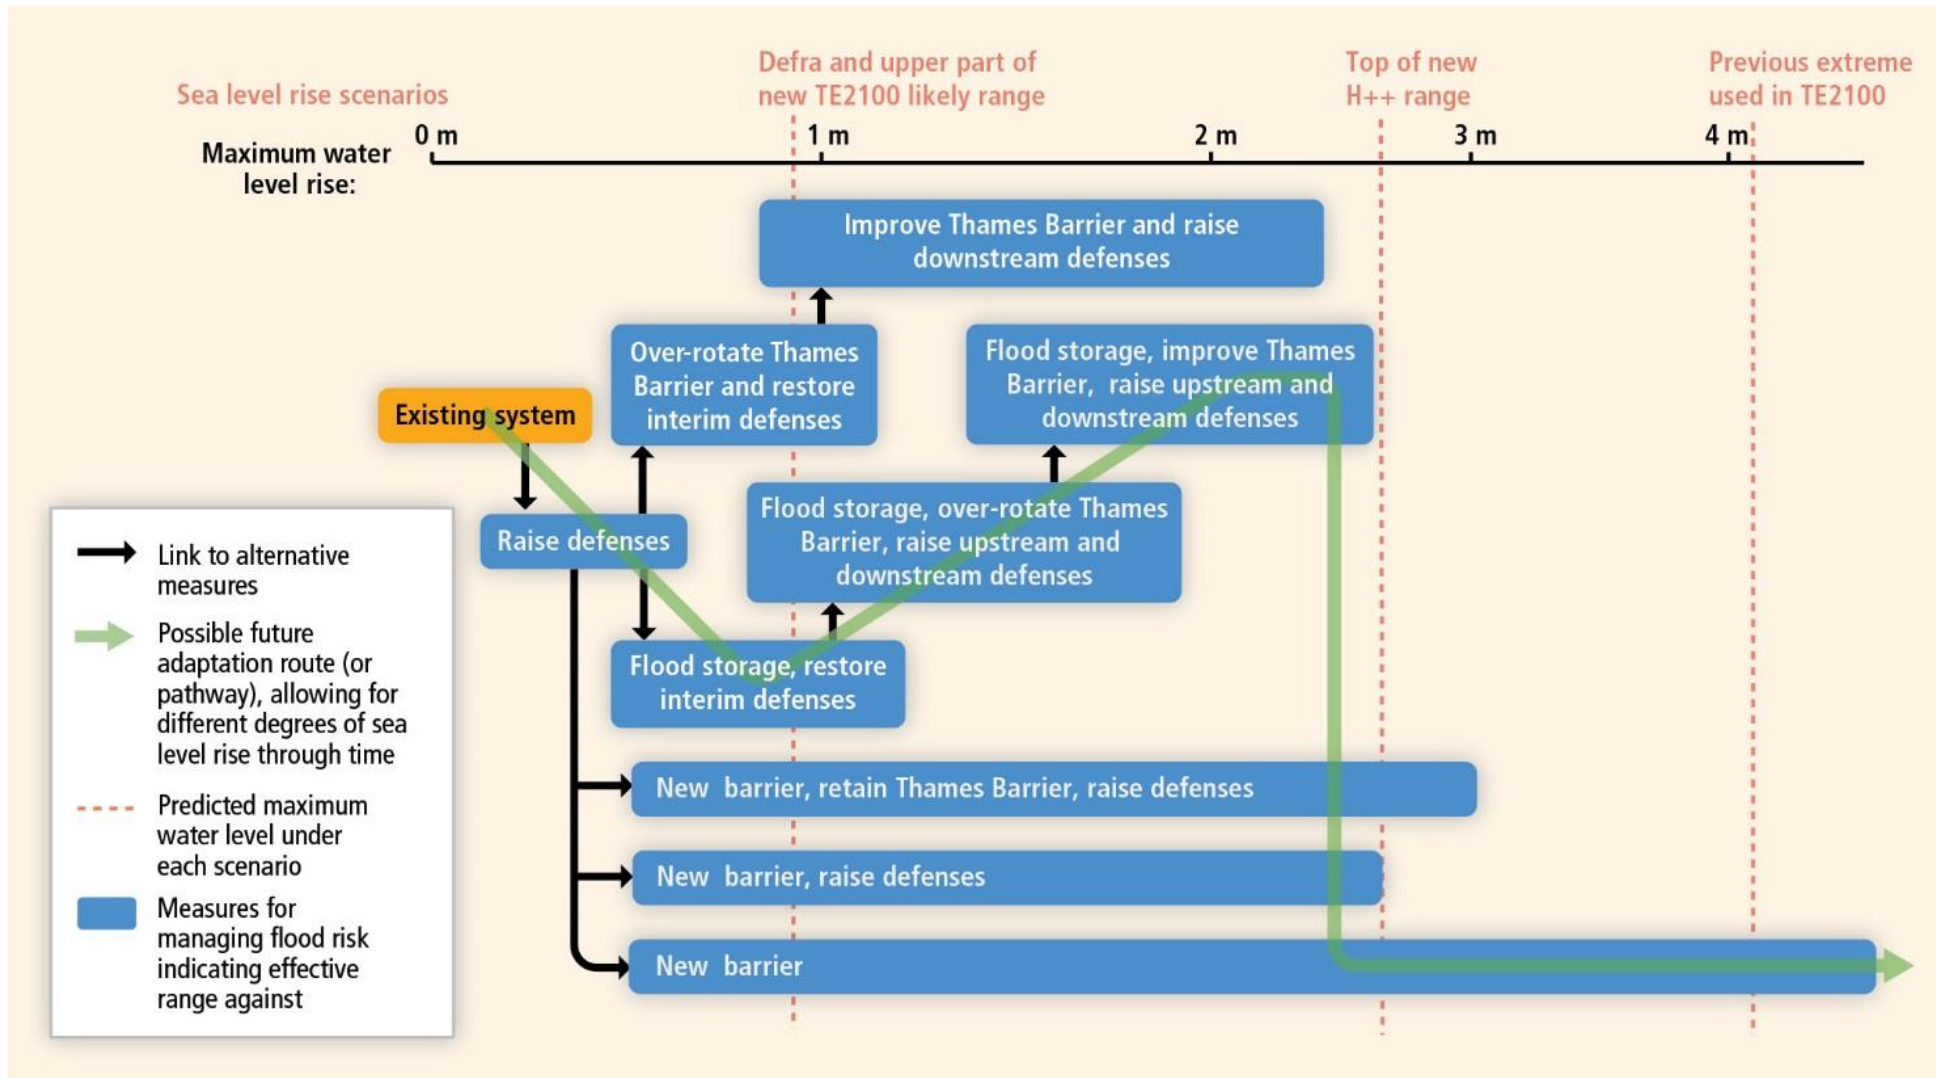 Defra and upper part of
new TE2100 likely range
Top of new
H++ range
Previous extreme
used in TE2100
Sea level rise scenarios
0 m
1 m
2 m
3 m
4 m
Maximum water
level rise:
Improve Thames Barrier and raise
downstream defenses
Over-rotate Thames
Barrier and restore
interim defenses
Flood storage, improve Thames
Barrier, raise upstream and
downstream defenses
Existing system
Raise defenses
Flood storage, over-rotate Thames
Barrier, raise upstream and
downstream defenses
Flood storage, restore
interim defenses
New barrier, retain Thames Barrier, raise defenses
New barrier, raise defenses
New barrier
Link to alternative
measures
Possible future
adaptation route (or
pathway), allowing for
different degrees of sea
level rise through time
Predicted maximum
water level under
each scenario
Measures for
managing flood risk
indicating effective
range against